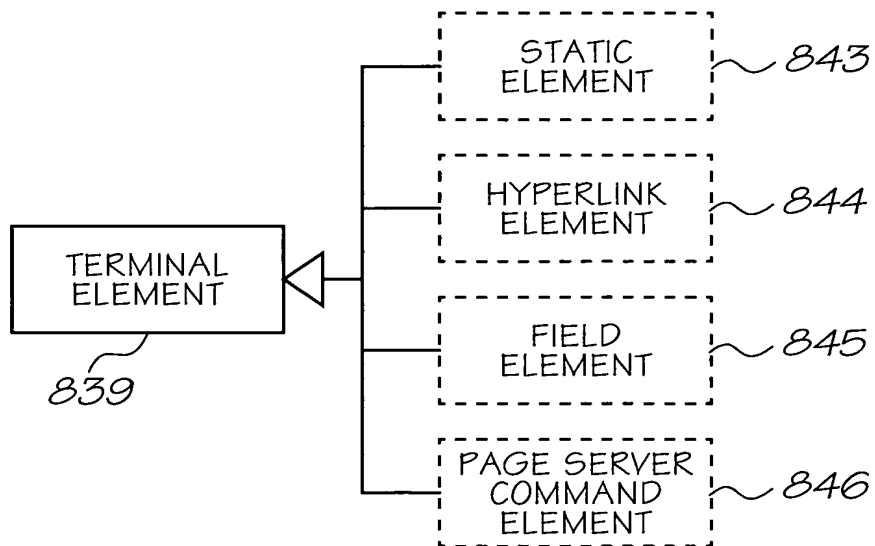 STATIC
ELEMENT
843
HYPERLINK
ELEMENT
844
TERMINAL
ELEMENT
839
FIELD
ELEMENT
845
PAGE SERVER
COMMAND
ELEMENT
846